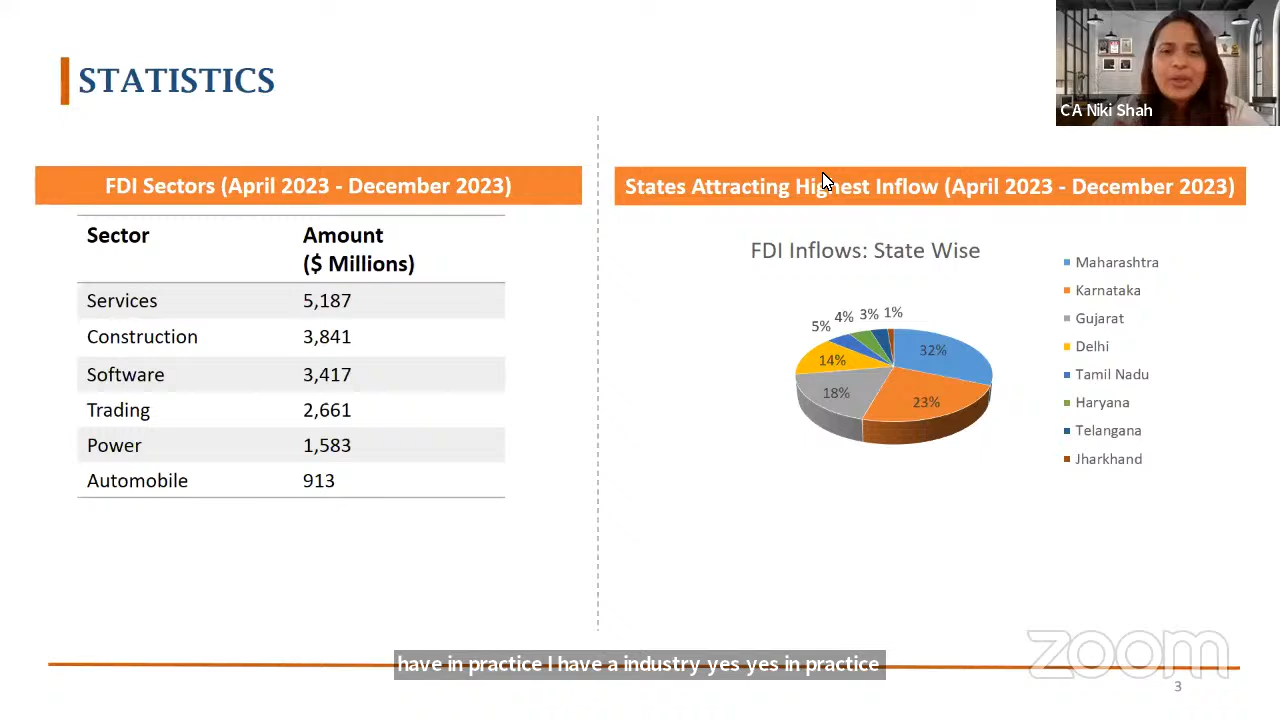 STATISTICS
CA Niki Shah
FDI Sectors (April 2023 - December 2023)
Sector Amount
($ Millions)
Services 5,187
Construction 3,841
Software 3,417
Trading 2,661
Power 1,583
Automobile 913
States Attracting Highest Inflow (April 2023 - December 2023)
FDI Inflows: State Wise
32%
23%
18%
14%
5%
4%
3%
1%
Maharashtra
Karnataka
Gujarat
Delhi
Tamil Nadu
Haryana
Telangana
Jharkhand
have in practice I have a industry yes yes in practice
zoom
3